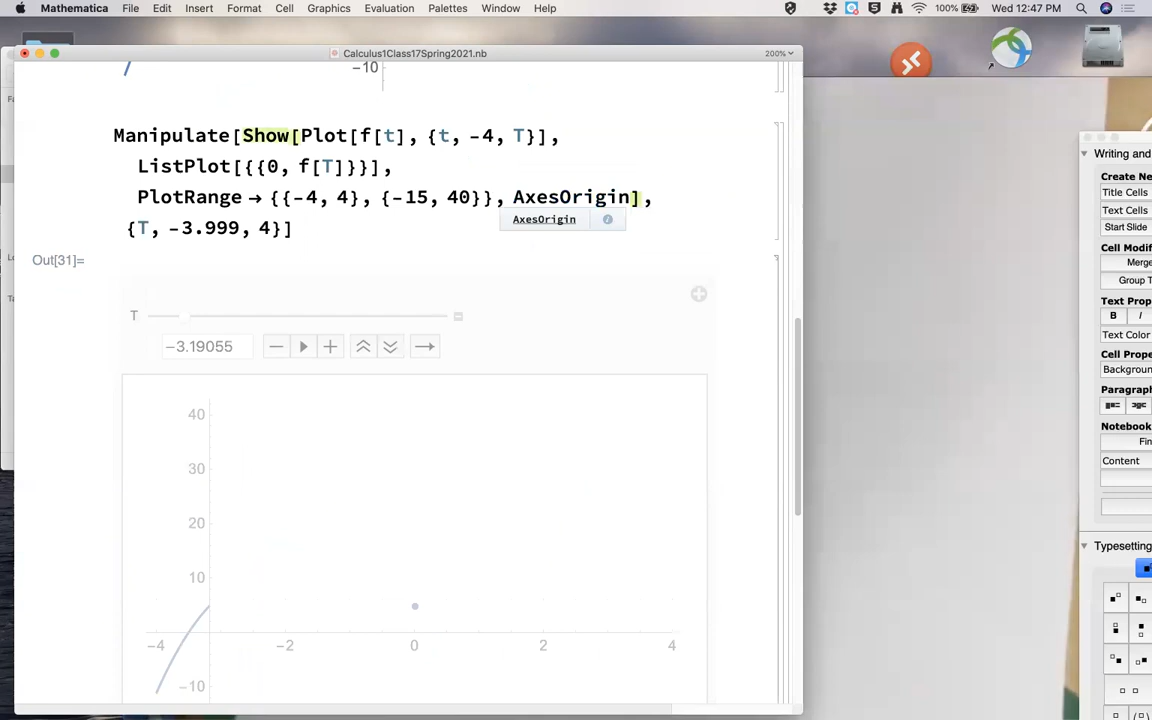 Mathematica File Edit Insert Format Cell Graphics Evaluation Palettes Window Help 100% Wed 12:47 PM
Calculus1Class17Spring2021.nb 200%
-10
Manipulate[Show[Plot[f[t], {t, -4, T}],
ListPlot[{{0, f[T]}}],
PlotRange → {{-4, 4}, {-15, 40}}, AxesOrigin],
AxesOrigin
{T, -3.999, 4}]
Out[31]=
T
-3.19055
40
30
20
10
-4 -2 0 2 4
-10
Writing and
Create Ne
Title Cells
Text Cells
Start Slide
Cell Modif
Merge
Group T
Text Prop
B I
Text Color
Cell Prope
Backgroun
Paragrap
Notebook
Fin
Content
Typesetting